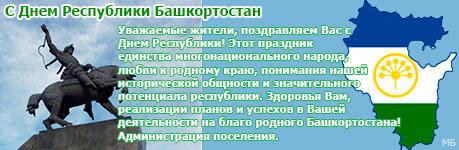 С Днем Республики Башкортостан
Уважаемые жители, поздравляем Вас с
Днем Республики! Этот праздник
единства многонационального народа,
любви к родному краю, понимания нашей
исторической общности и значительного
потенциала республики. Здоровья Вам,
реализации планов и успехов в Вашей
деятельности на благо родного Башкортостана!
Администрация поселения.
МБ